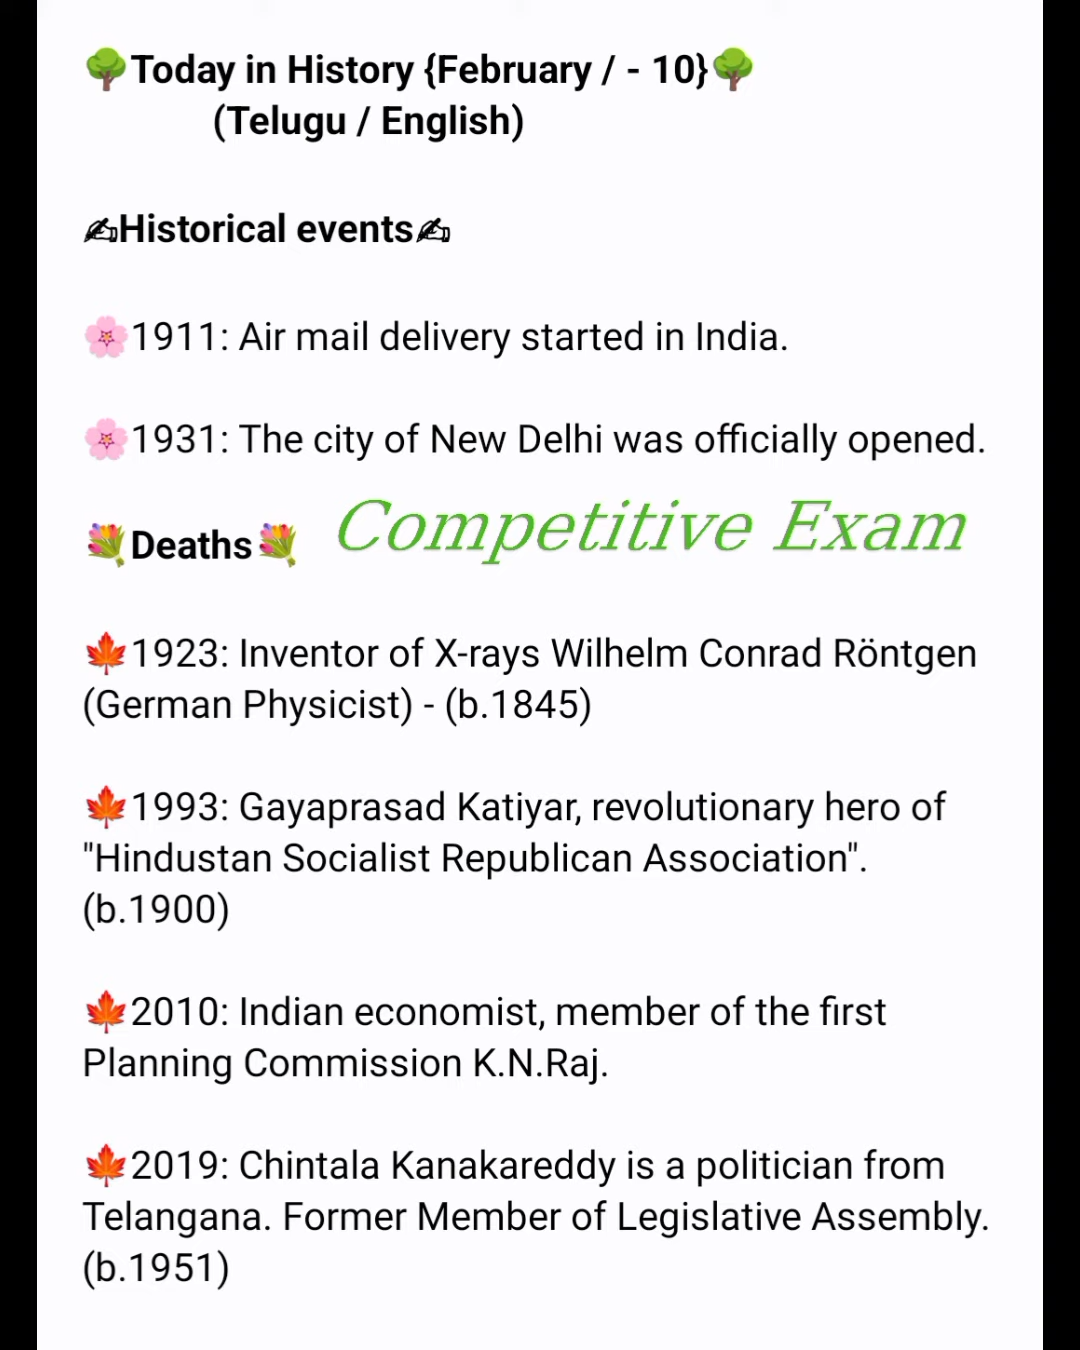 🌳Today in History {February / - 10}🌳
(Telugu / English)
✍Historical events✍
🌸1911: Air mail delivery started in India.
🌸1931: The city of New Delhi was officially opened.
💐Deaths💐 Competitive Exam
🍁1923: Inventor of X-rays Wilhelm Conrad Röntgen
(German Physicist) - (b.1845)
🍁1993: Gayaprasad Katiyar, revolutionary hero of
"Hindustan Socialist Republican Association".
(b.1900)
🍁2010: Indian economist, member of the first
Planning Commission K.N.Raj.
🍁2019: Chintala Kanakareddy is a politician from
Telangana. Former Member of Legislative Assembly.
(b.1951)